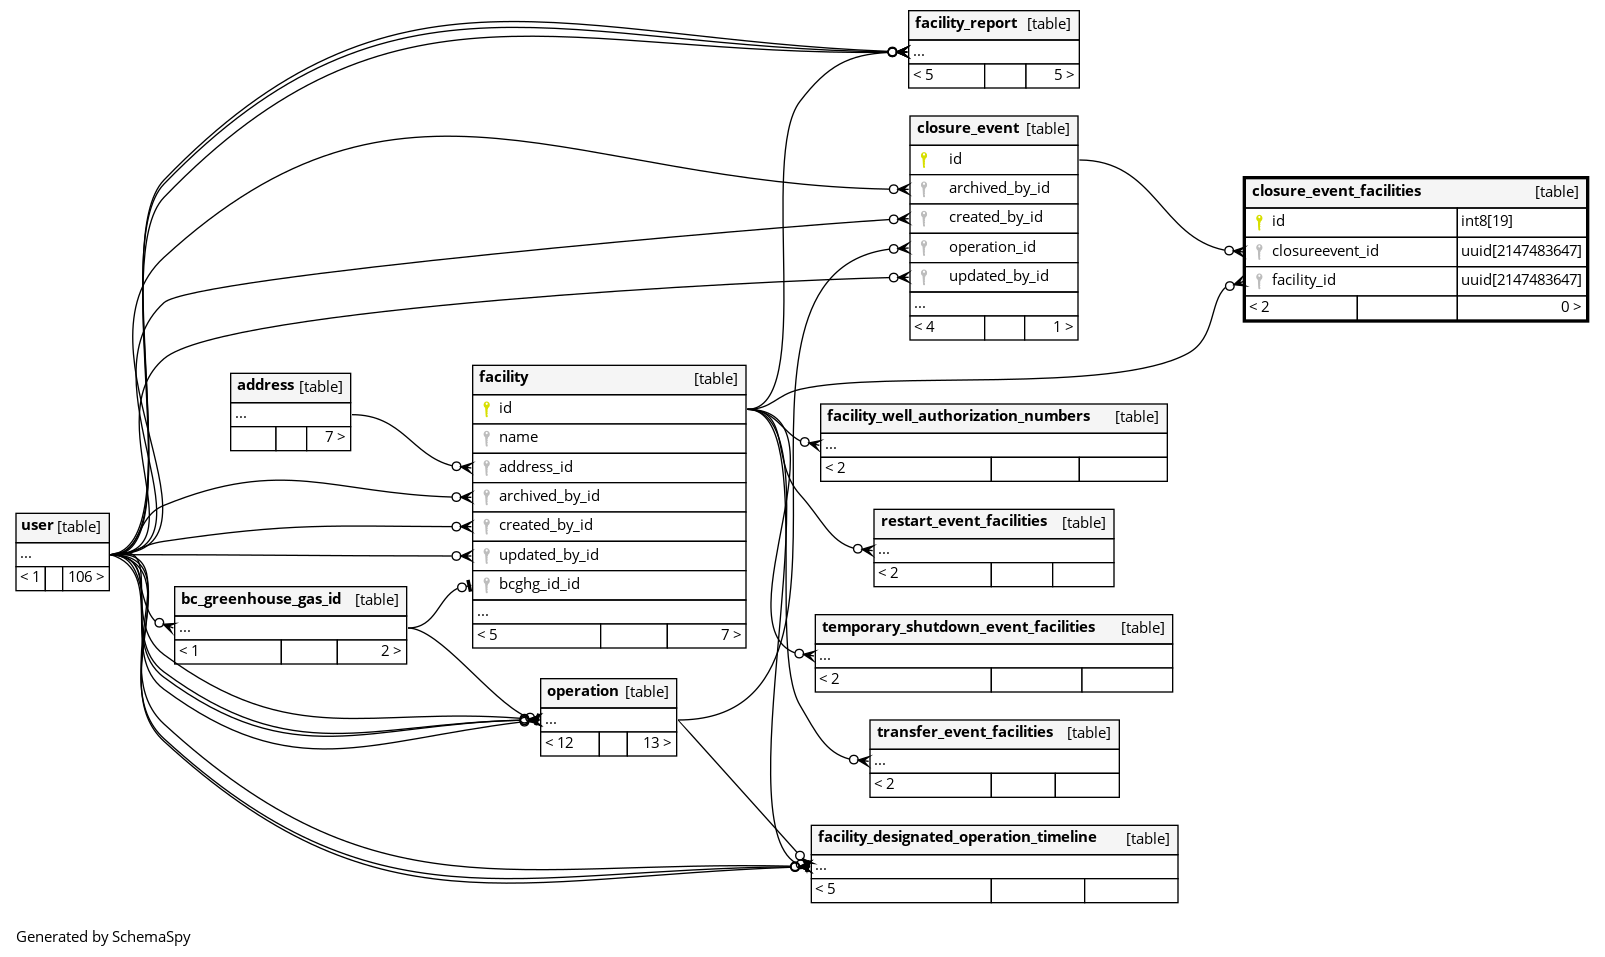 facility_report [table]
...
< 5 5 >
closure_event [table]
id
archived_by_id
created_by_id
operation_id
updated_by_id
...
< 4 1 >
closure_event_facilities [table]
id int8[19]
closureevent_id uuid[2147483647]
facility_id uuid[2147483647]
< 2 0 >
address [table]
...
7 >
facility [table]
id
name
address_id
archived_by_id
created_by_id
updated_by_id
bcghg_id_id
...
< 5 7 >
facility_well_authorization_numbers [table]
...
< 2
user [table]
...
< 1 106 >
restart_event_facilities [table]
...
< 2
bc_greenhouse_gas_id [table]
...
< 1 2 >
temporary_shutdown_event_facilities [table]
...
< 2
operation [table]
...
< 12 13 >
transfer_event_facilities [table]
...
< 2
facility_designated_operation_timeline [table]
...
< 5
Generated by SchemaSpy